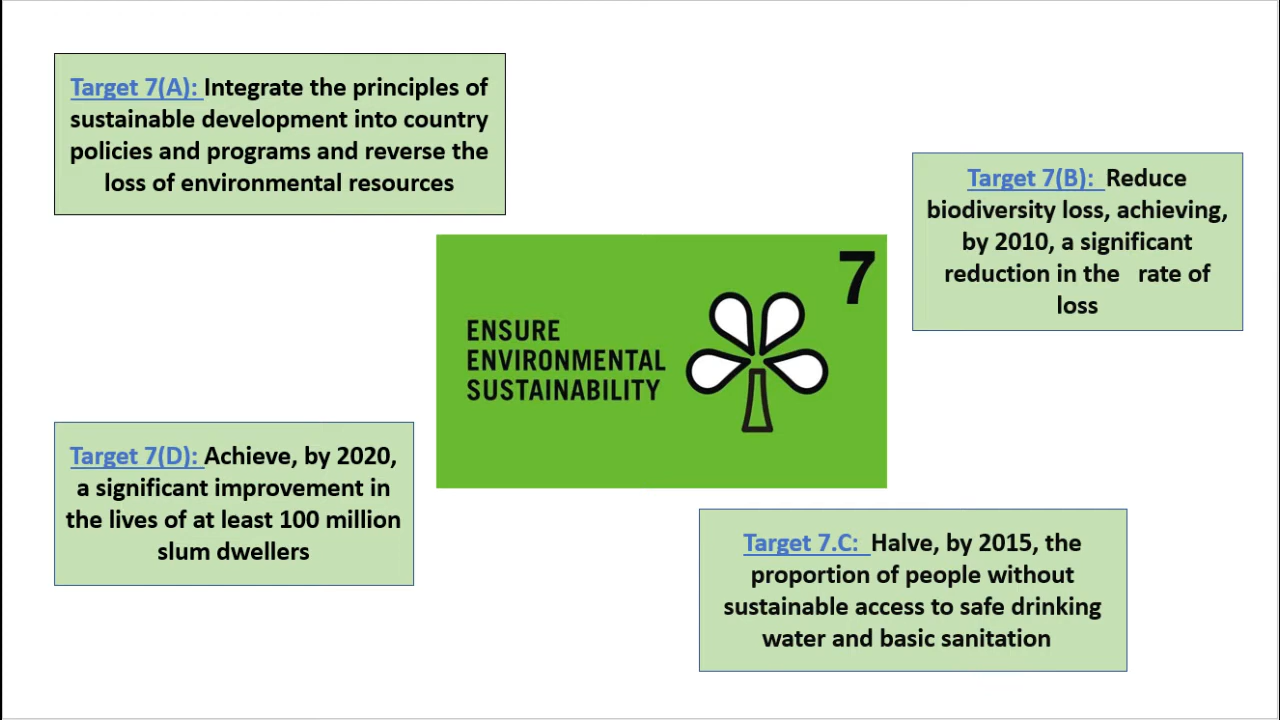 Target 7(A): Integrate the principles of
sustainable development into country
policies and programs and reverse the
loss of environmental resources
Target 7(B): Reduce
biodiversity loss, achieving,
by 2010, a significant
reduction in the rate of
loss
7
ENSURE
ENVIRONMENTAL
SUSTAINABILITY
Target 7(D): Achieve, by 2020,
a significant improvement in
the lives of at least 100 million
slum dwellers
Target 7.C: Halve, by 2015, the
proportion of people without
sustainable access to safe drinking
water and basic sanitation